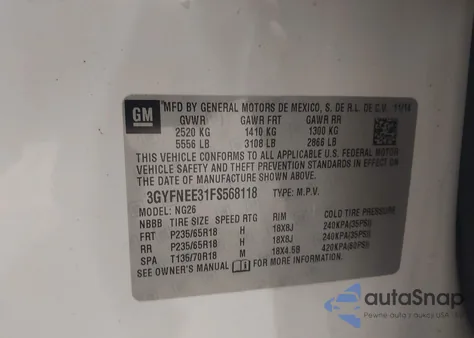 GM
MFD BY GENERAL MOTORS DE MEXICO, S. DE R.L. DE C.V. 11/14
GVWR GAWR FRT GAWR RR
2520 KG 1410 KG 1300 KG
5556 LB 3108 LB 2866 LB
THIS VEHICLE CONFORMS TO ALL APPLICABLE U.S. FEDERAL MOTOR
VEHICLE SAFETY AND THEFT PREVENTION STANDARDS IN EFFECT
ON THE DATE OF MANUFACTURE SHOWN ABOVE.
3GYFNEE31FS568118 TYPE: M.P.V.
MODEL: NG26
NBBB TIRE SIZE SPEED RTG RIM COLD TIRE PRESSURE
FRT P235/65R18 H 18X8J 240KPA(35PSI)
RR P235/65R18 H 18X8J 240KPA(35PSI)
SPA T135/70R18 M 18X4.5B 420KPA(60PSI)
SEE OWNER'S MANUAL FOR MORE INFORMATION.
autoSnap
Pewne auta z aukcji USA